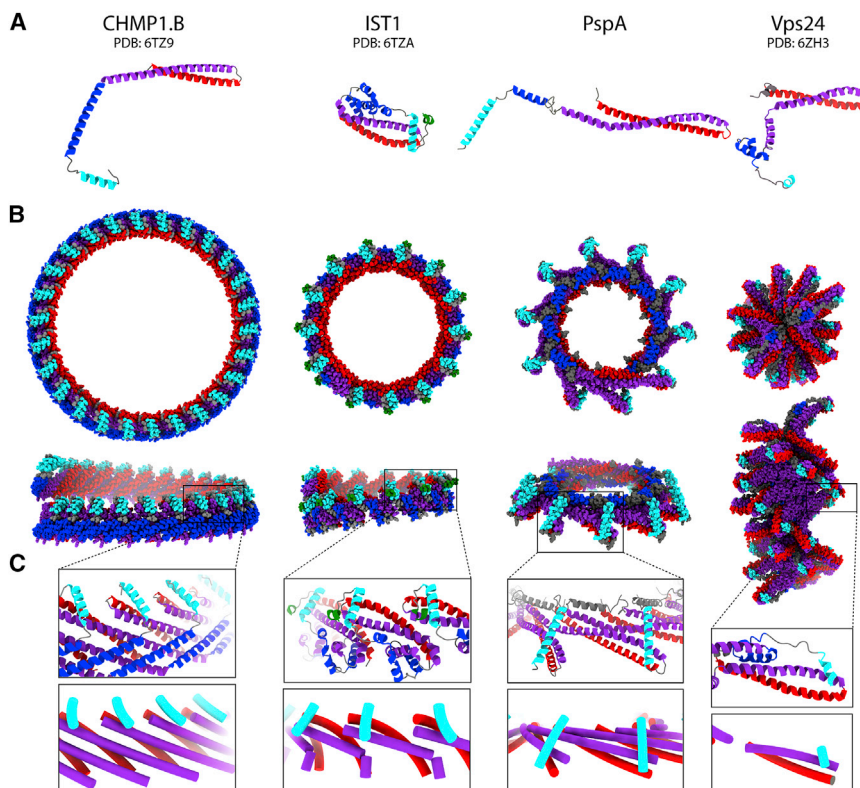 A
CHMP1.B
PDB: 6TZ9
IST1
PDB: 6TZA
PspA
Vps24
PDB: 6ZH3
B
C